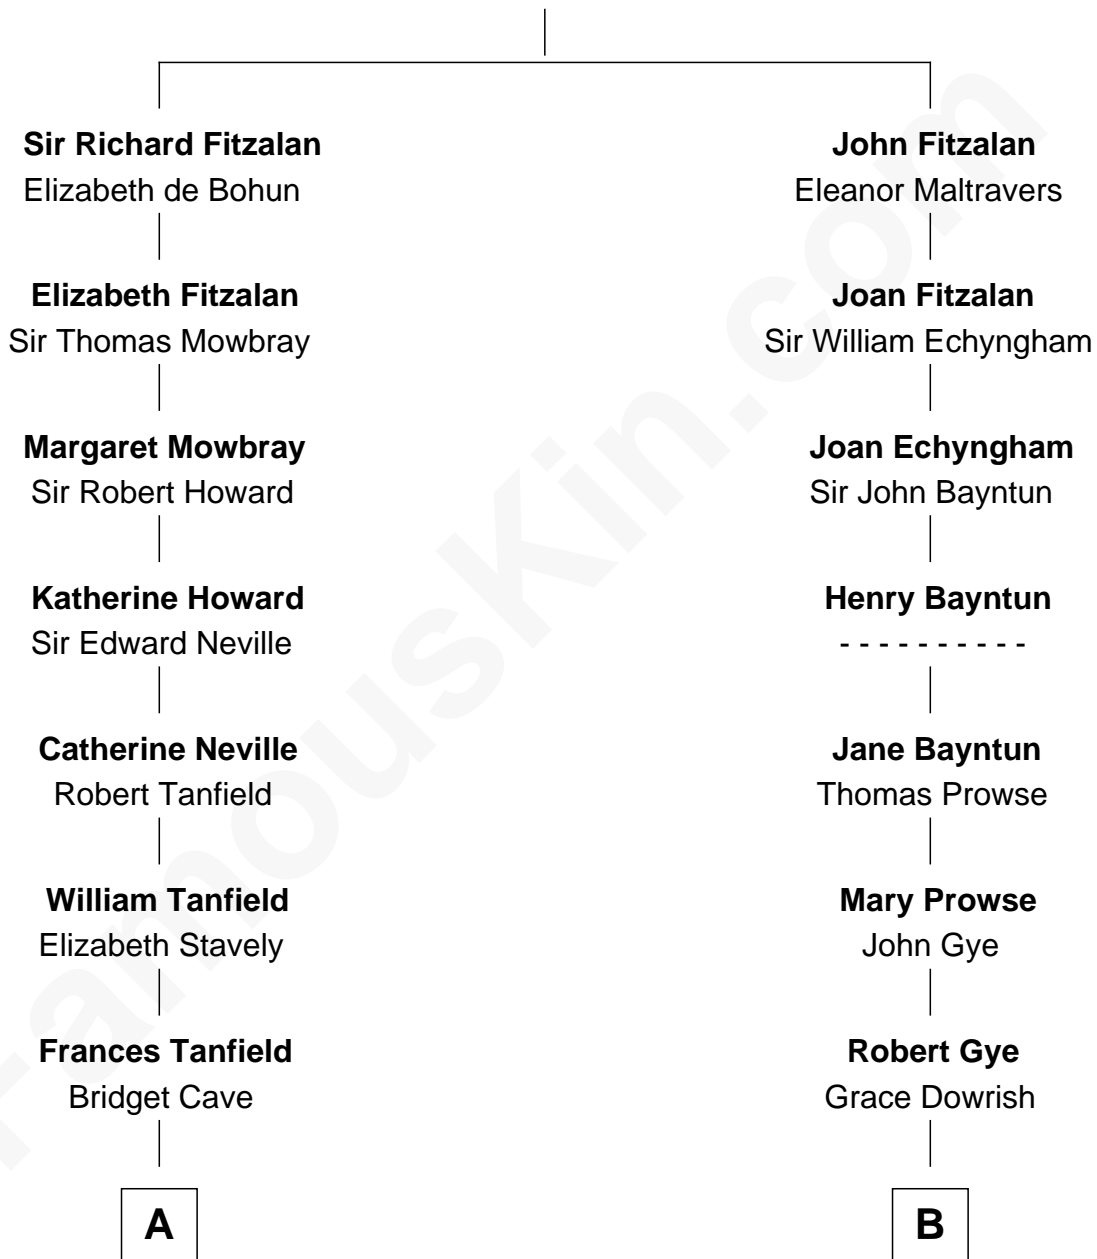 Sir Richard Fitzalan
Elizabeth de Bohun
Elizabeth Fitzalan
Sir Thomas Mowbray
Margaret Mowbray
Sir Robert Howard
Katherine Howard
Sir Edward Neville
Catherine Neville
Robert Tanfield
William Tanfield
Elizabeth Stavely
Frances Tanfield
Bridget Cave
A
John Fitzalan
Eleanor Maltravers
Joan Fitzalan
Sir William Echyngham
Joan Echyngham
Sir John Bayntun
Henry Bayntun
- - - - - - - - - -
Jane Bayntun
Thomas Prowse
Mary Prowse
John Gye
Robert Gye
Grace Dowrish
B
FamousKin.com